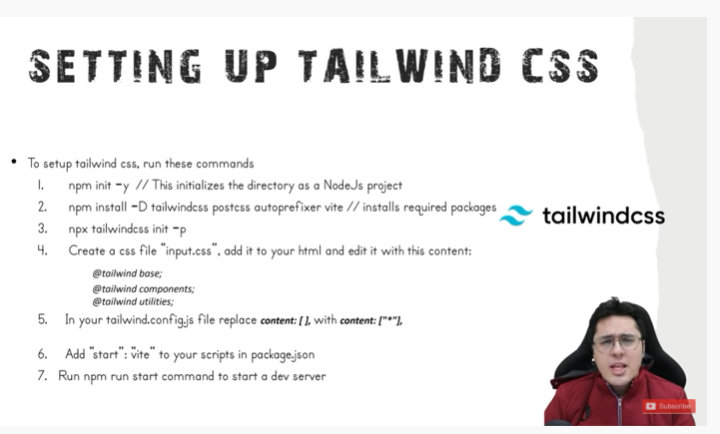 SETTING UP TAILWIND CSS
• To setup tailwind css, run these commands
1. npm init -y // This initializes the directory as a NodeJs project
2. npm install -D tailwindcss postcss autoprefixer vite // installs required packages
tailwindcss
3. npx tailwindcss init -p
4. Create a css file "input.css", add it to your html and edit it with this content:
@tailwind base;
@tailwind components;
@tailwind utilities;
5. In your tailwind.config.js file replace content: [ ], with content: ["*"],
6. Add "start": "vite" to your scripts in package.json
7. Run npm run start command to start a dev server
Subscribe